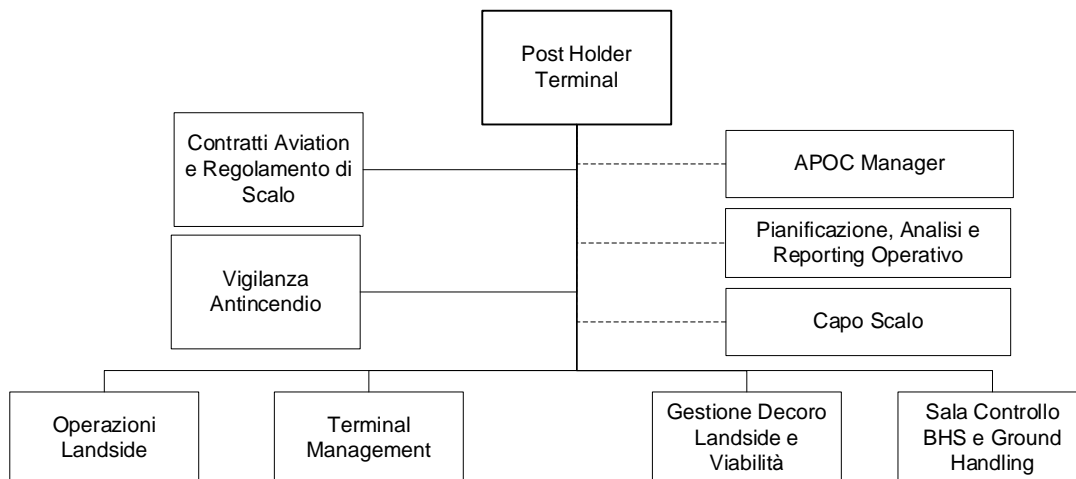 Post Holder
Terminal
Contratti Aviation
e Regolamento di
Scalo
APOC Manager
Pianificazione, Analisi e
Reporting Operativo
Vigilanza
Antincendio
Capo Scalo
Operazioni
Landside
Terminal
Management
Gestione Decoro
Landside e
Viabilità
Sala Controllo
BHS e Ground
Handling